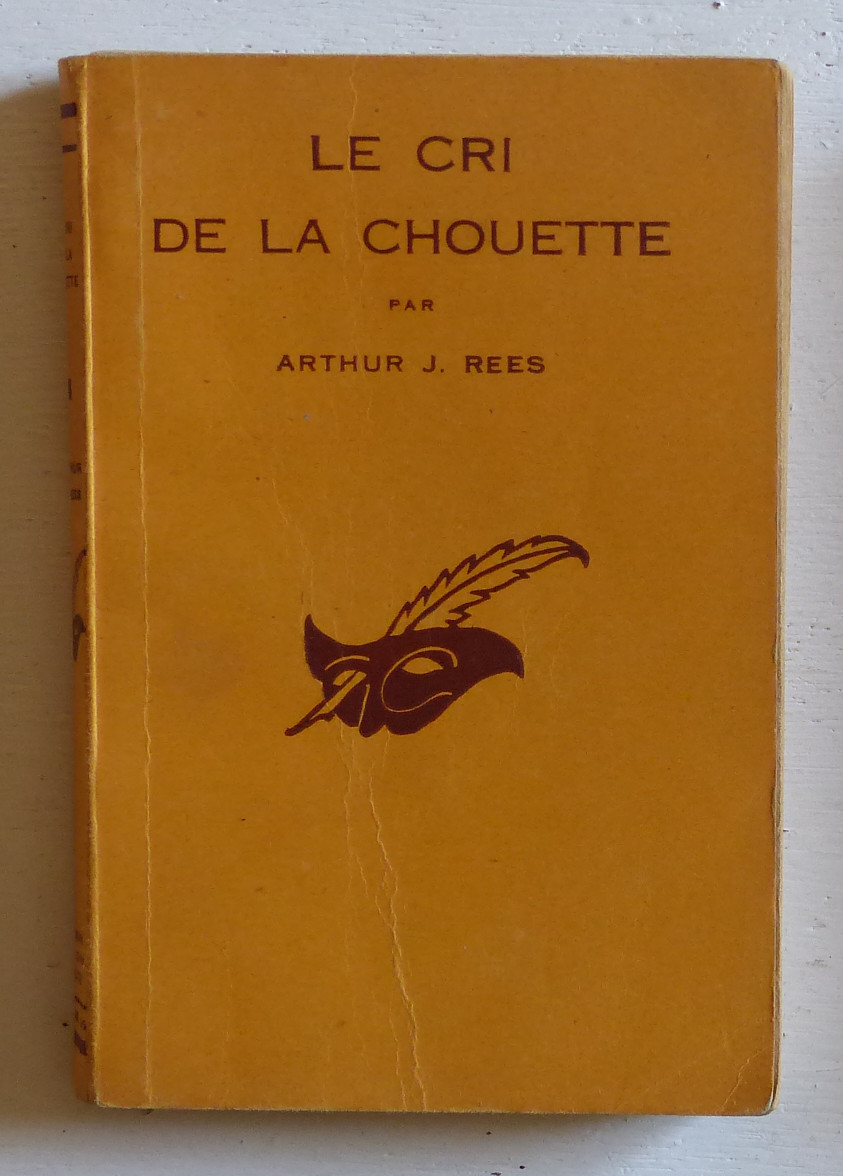 LE CRI
DE LA CHOUETTE
PAR
ARTHUR J. REES